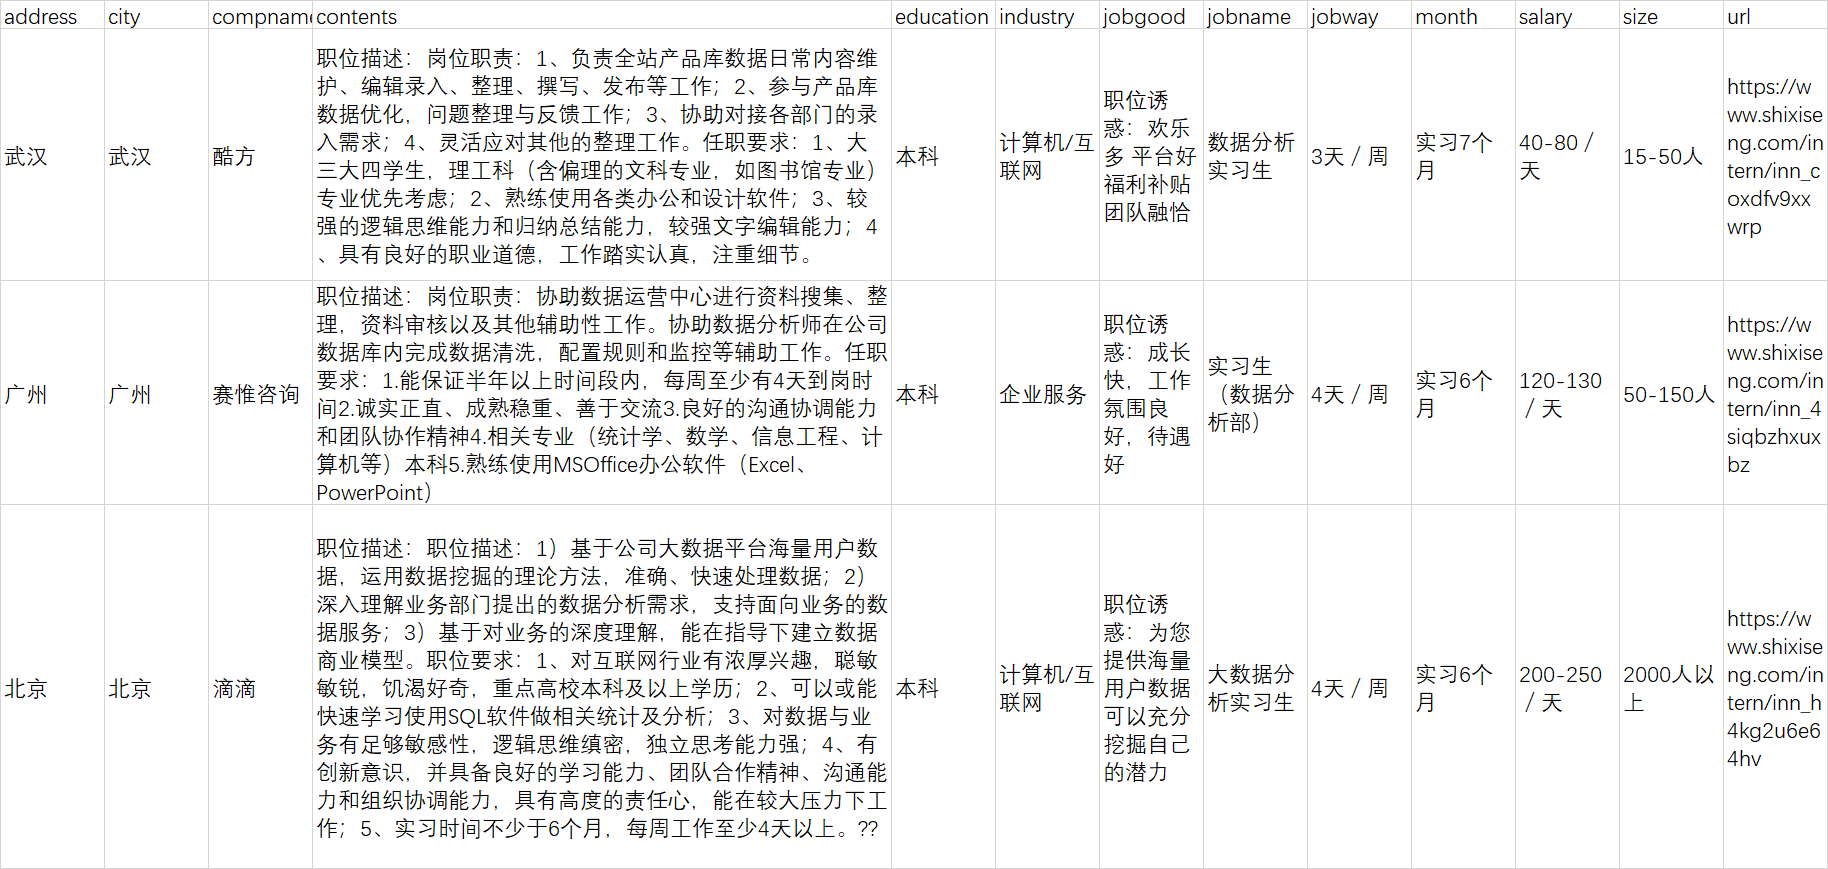 address city compname contents education industry jobgood jobname jobway month salary size url
武汉
武汉
酷方
职位描述：岗位职责：1、负责全站产品库数据日常内容维
护、编辑录入、整理、撰写、发布等工作；2、参与产品库
数据优化，问题整理与反馈工作；3、协助对接各部门的录
入需求；4、灵活应对其他的整理工作。任职要求：1、大
三大四学生，理工科（含偏理的文科专业，如图书馆专业）
专业优先考虑；2、熟练使用各类办公和设计软件；3、较
强的逻辑思维能力和归纳总结能力，较强文字编辑能力；4
、具有良好的职业道德，工作踏实认真，注重细节。
本科
计算机/互
联网
职位诱
惑：欢乐
多 平台好
福利补贴
团队融恰
数据分析
实习生
3天／周
实习7个
月
40-80／
天
15-50人
https://w
ww.shixise
ng.com/in
tern/inn_c
oxdfv9xx
wrp
广州
广州
赛惟咨询
职位描述：岗位职责：协助数据运营中心进行资料搜集、整
理，资料审核以及其他辅助性工作。协助数据分析师在公司
数据库内完成数据清洗，配置规则和监控等辅助工作。任职
要求：1.能保证半年以上时间段内，每周至少有4天到岗时
间2.诚实正直、成熟稳重、善于交流3.良好的沟通协调能力
和团队协作精神4.相关专业（统计学、数学、信息工程、计
算机等）本科5.熟练使用MSOffice办公软件（Excel、
PowerPoint）
本科
企业服务
职位诱
惑：成长
快，工作
氛围良
好，待遇
好
实习生
（数据分
析部）
4天／周
实习6个
月
120-130
／天
50-150人
https://w
ww.shixise
ng.com/in
tern/inn_4
siqbzhxux
bz
北京
北京
滴滴
职位描述：职位描述：1）基于公司大数据平台海量用户数
据，运用数据挖掘的理论方法，准确、快速处理数据；2）
深入理解业务部门提出的数据分析需求，支持面向业务的数
据服务；3）基于对业务的深度理解，能在指导下建立数据
商业模型。职位要求：1、对互联网行业有浓厚兴趣，聪敏
敏锐，饥渴好奇，重点高校本科及以上学历；2、可以或能
快速学习使用SQL软件做相关统计及分析；3、对数据与业
务有足够敏感性，逻辑思维缜密，独立思考能力强；4、有
创新意识，并具备良好的学习能力、团队合作精神、沟通能
力和组织协调能力，具有高度的责任心，能在较大压力下工
作；5、实习时间不少于6个月，每周工作至少4天以上。??
本科
计算机/互
联网
职位诱
惑：为您
提供海量
用户数据
可以充分
挖掘自己
的潜力
大数据分
析实习生
4天／周
实习6个
月
200-250
／天
2000人以
上
https://w
ww.shixise
ng.com/in
tern/inn_h
4kg2u6e6
4hv